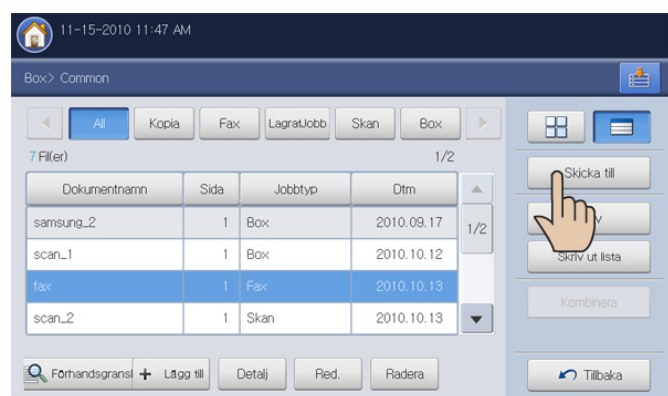 11-15-2010 11:47 AM
Box> Common
All Kopia Fax LagratJobb Skan Box
7 Fil(er) 1/2
Dokumentnamn Sida Jobbtyp Dtm
samsung_2 1 Box 2010.09.17
1/2
scan_1 1 Box 2010.10.12
fax 1 Fax 2010.10.13
scan_2 1 Skan 2010.10.13
Skicka till
Skriv ut lista
Kombinera
Förhandsgransl + Lägg till Detalj Red. Radera
Tillbaka